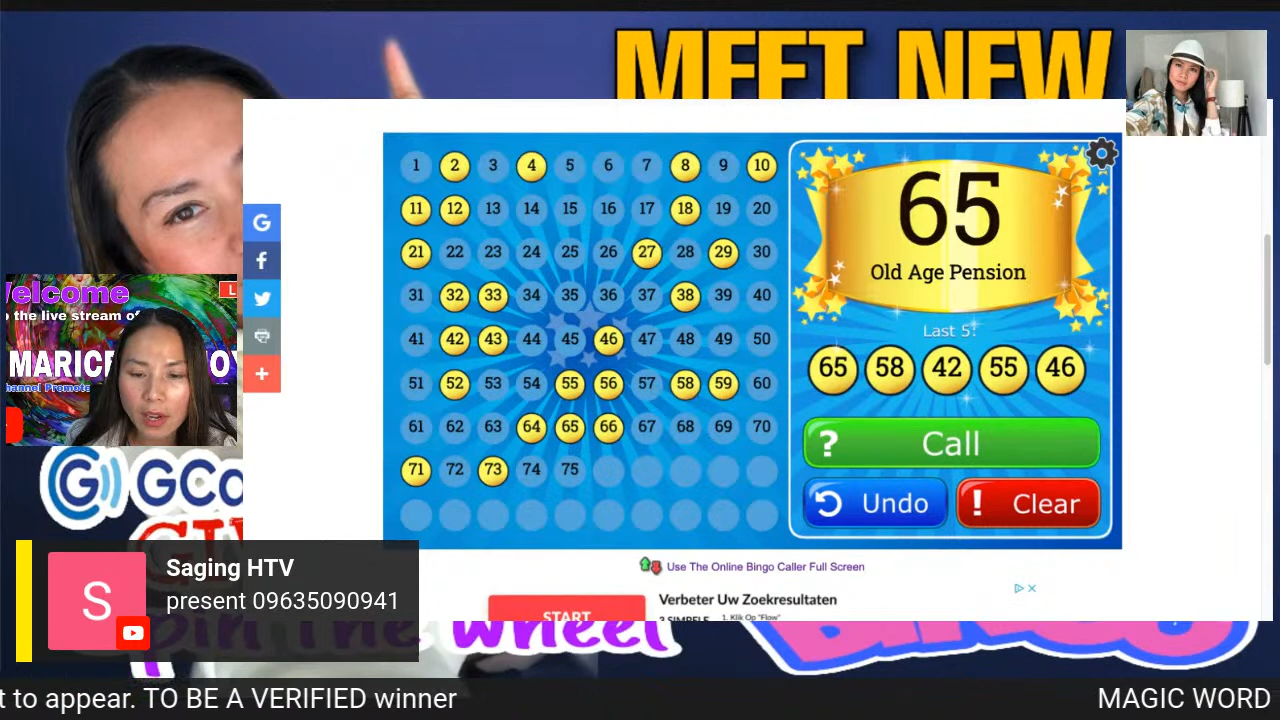 MEET NEW
1 2 3 4 5 6 7 8 9 10
11 12 13 14 15 16 17 18 19 20
21 22 23 24 25 26 27 28 29 30
31 32 33 34 35 36 37 38 39 40
41 42 43 44 45 46 47 48 49 50
51 52 53 54 55 56 57 58 59 60
61 62 63 64 65 66 67 68 69 70
71 72 73 74 75
65
Old Age Pension
Last 5:
65 58 42 55 46
? Call
Undo
! Clear
Use The Online Bingo Caller Full Screen
START
Verbeter Uw Zoekresultaten
1. Klik Op "Flow"
G
f
+
Welcome
the live stream of
MARICE
S
Saging HTV
present 09635090941
the wheel
BINGO
t to appear. TO BE A VERIFIED winner
MAGIC WORD